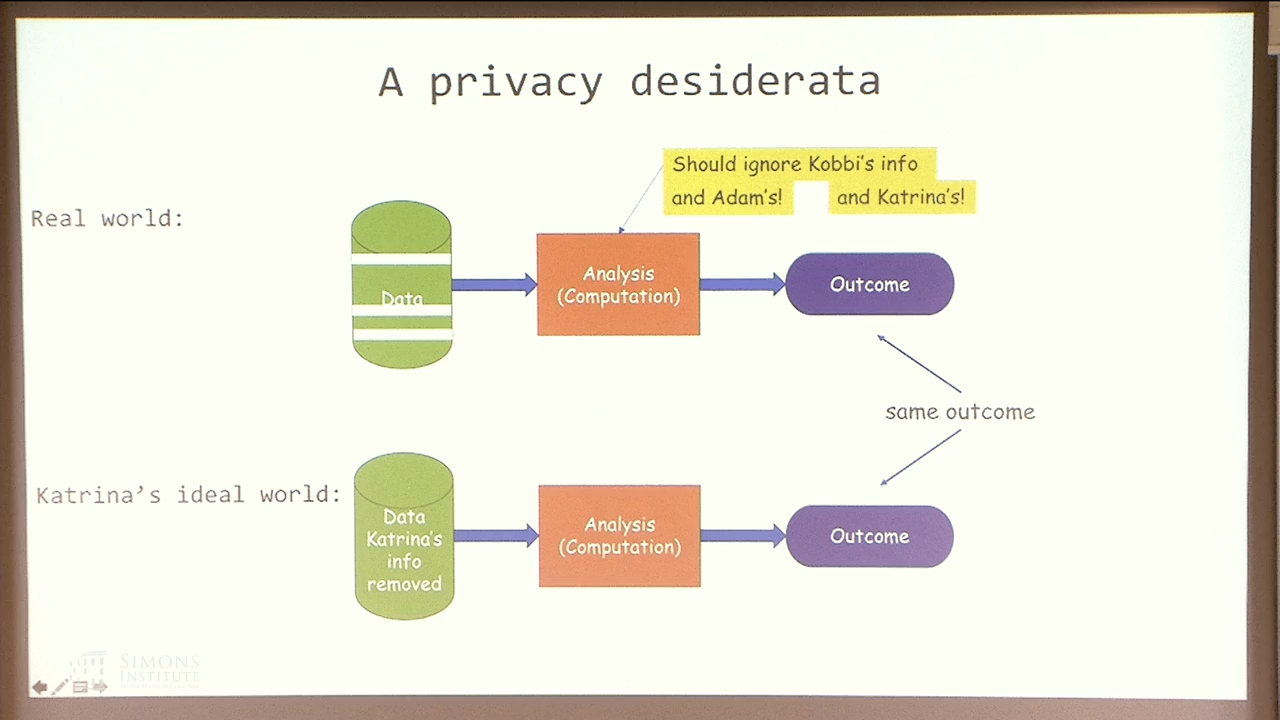 A privacy desiderata
Should ignore Kobbi's info
and Adam's!
and Katrina's!
Real world:
Data
Analysis
(Computation)
Outcome
same outcome
Katrina's ideal world:
Data
Katrina's
info
removed
Analysis
(Computation)
Outcome
SIMONS
INSTITUTE